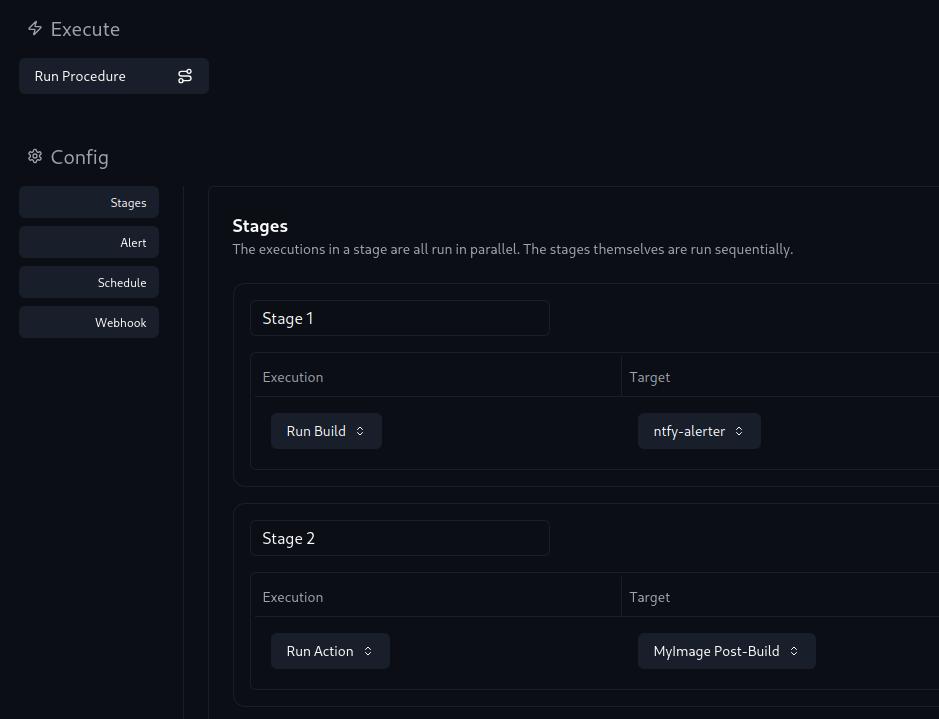 Execute
Run Procedure
Config
Stages
Alert
Schedule
Webhook
Stages
The executions in a stage are all run in parallel. The stages themselves are run sequentially.
Stage 1
Execution Target
Run Build ntfy-alerter
Stage 2
Execution Target
Run Action MyImage Post-Build